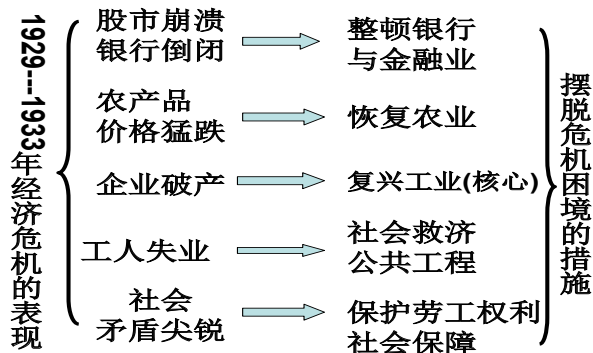 1929---1933年经济危机的表现
股市崩溃
银行倒闭
整顿银行
与金融业
农产品
价格猛跌
恢复农业
企业破产
复兴工业(核心)
工人失业
社会救济
公共工程
社会
矛盾尖锐
保护劳工权利
社会保障
摆脱危机困境的措施